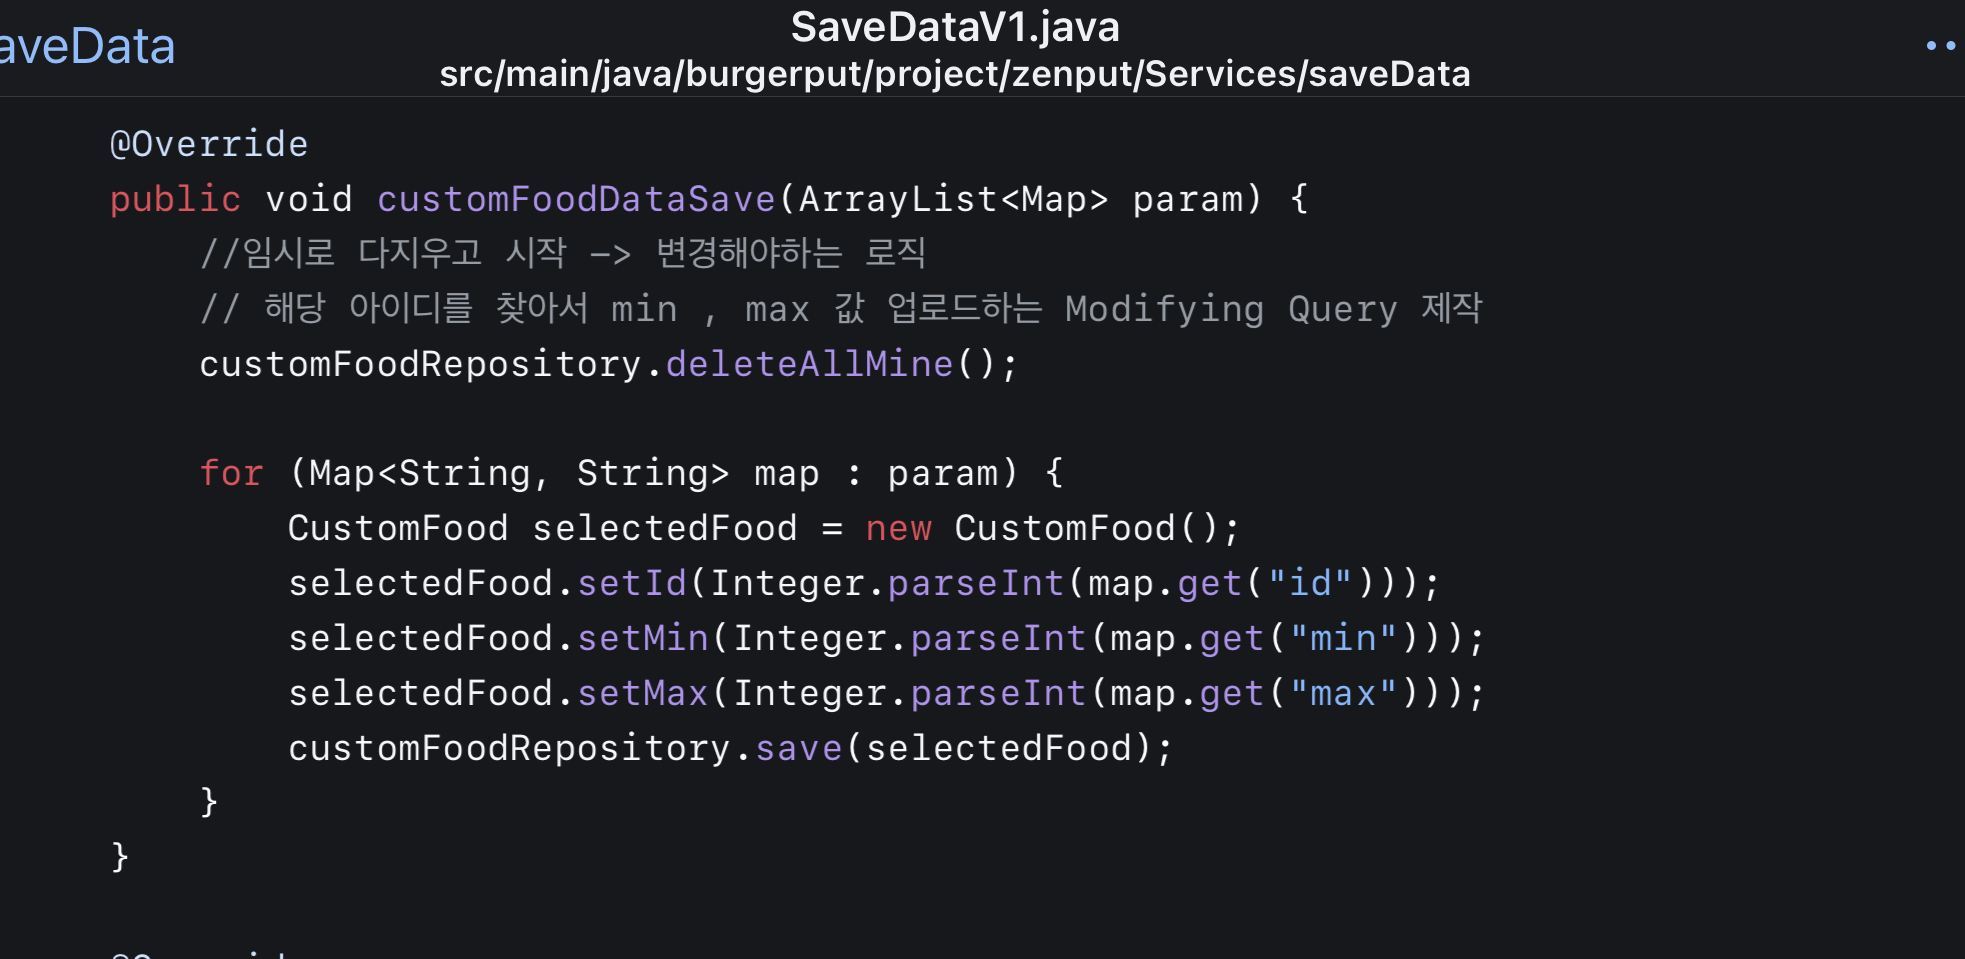 aveData
SaveDataV1.java
src/main/java/burgerput/project/zenput/Services/saveData
@Override
public void customFoodDataSave(ArrayList<Map> param) {
//임시로 다지우고 시작 —> 변경해야하는 로직
// 해당 아이디를 찾아서 min , max 값 업로드하는 Modifying Query 제작
customFoodRepository.deleteAllMine();
for (Map<String, String> map : param) {
CustomFood selectedFood = new CustomFood();
selectedFood.setId(Integer.parseInt(map.get("id")));
selectedFood.setMin(Integer.parseInt(map.get("min")));
selectedFood.setMax(Integer.parseInt(map.get("max")));
customFoodRepository.save(selectedFood);
}
}